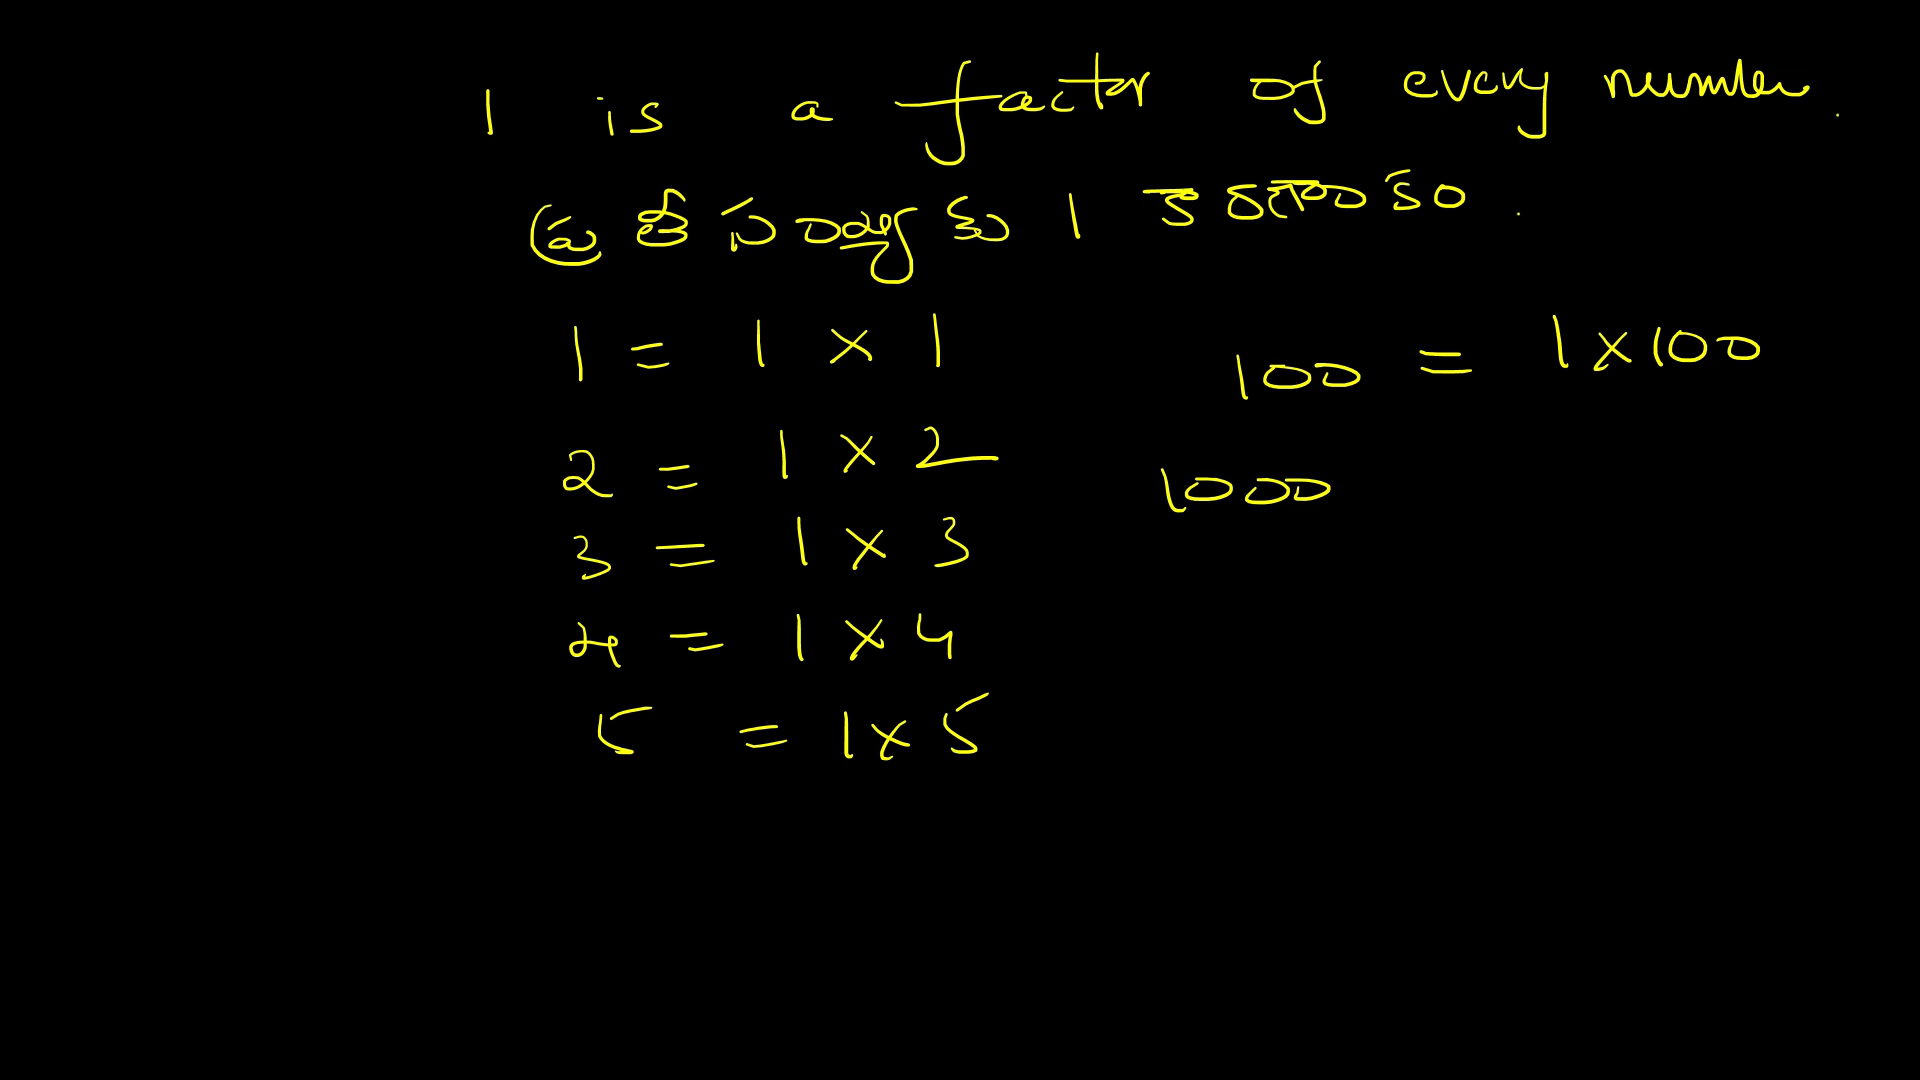 1 is a factor of every number.
ప్రతి సంఖ్యకు 1 కారణాంకం.
1 = 1 × 1
2 = 1 × 2
3 = 1 × 3
4 = 1 × 4
5 = 1 × 5
100 = 1 × 100
1000